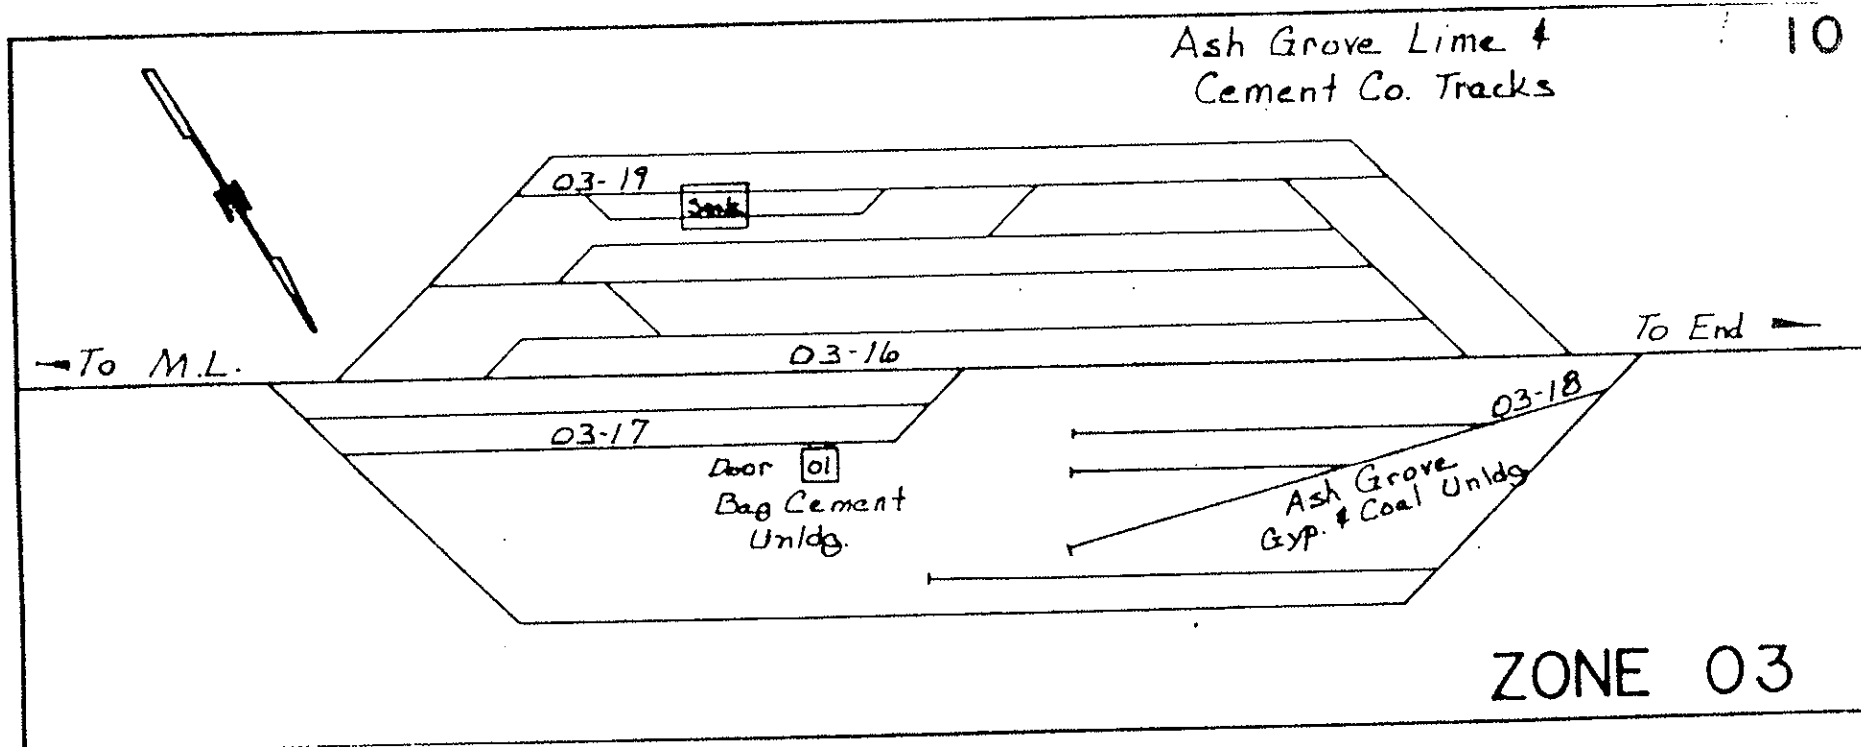 Ash Grove Lime &
Cement Co. Tracks
10
03-19
To M.L.
03-16
To End
03-17
03-18
Door 01
Bag Cement
Unldg.
Ash Grove
Gyp. & Coal Unldg
ZONE 03